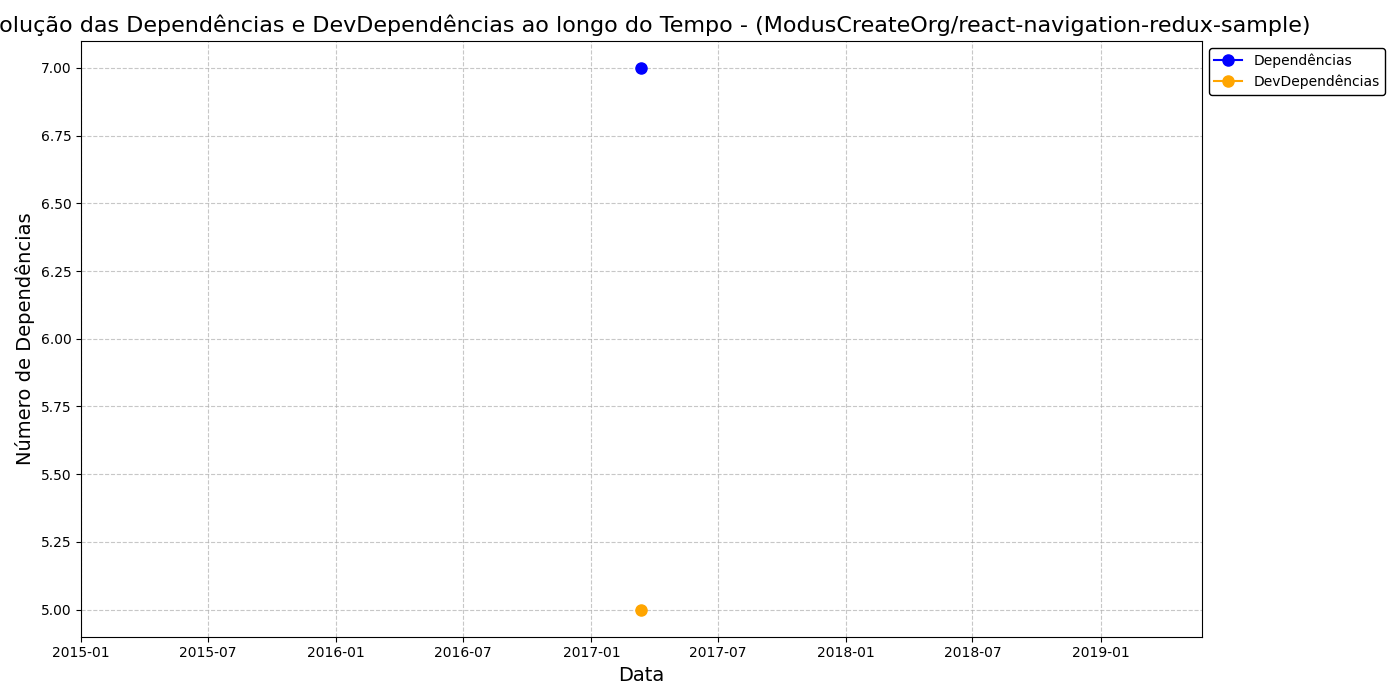 olução das Dependências e DevDependências ao longo do Tempo - (ModusCreateOrg/react-navigation-redux-sample)
Dependências
DevDependências
Número de Dependências
7.00
6.75
6.50
6.25
6.00
5.75
5.50
5.25
5.00
2015-01 2015-07 2016-01 2016-07 2017-01 2017-07 2018-01 2018-07 2019-01
Data